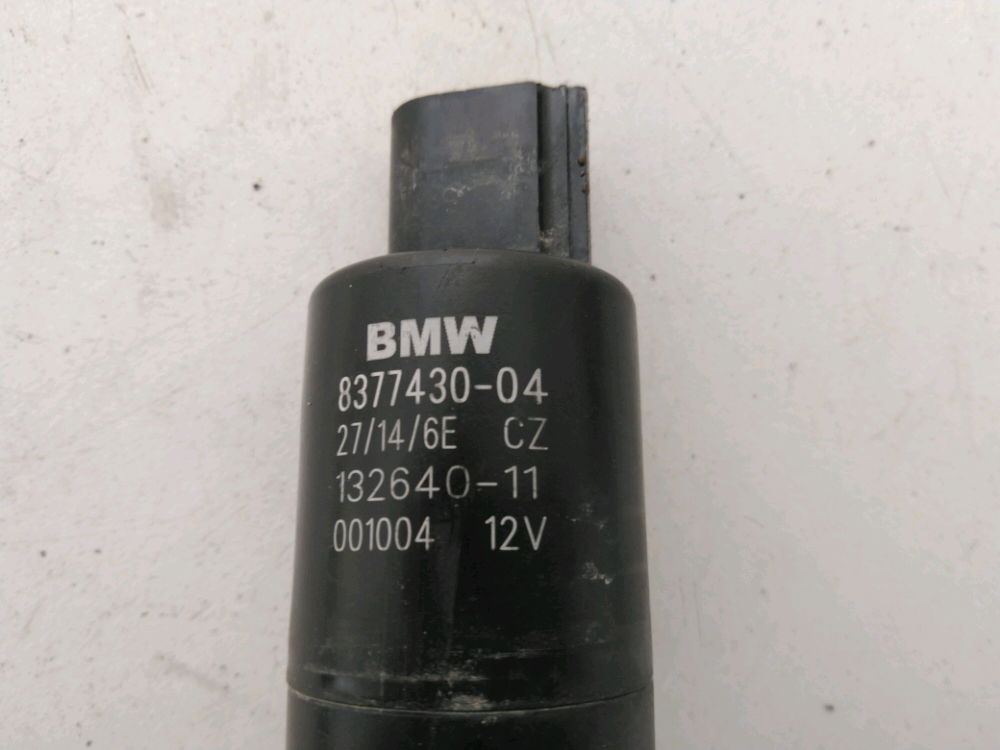 BMW
8377430-04
27/14/6E CZ
132640-11
001004 12V